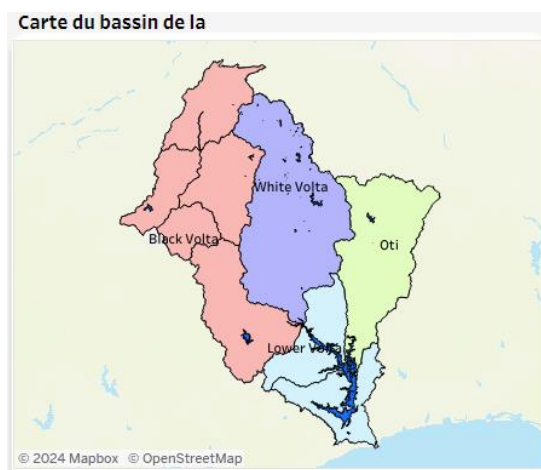 Carte du bassin de la
White Volta
Black Volta
Oti
Lower Volta
© 2024 Mapbox © OpenStreetMap